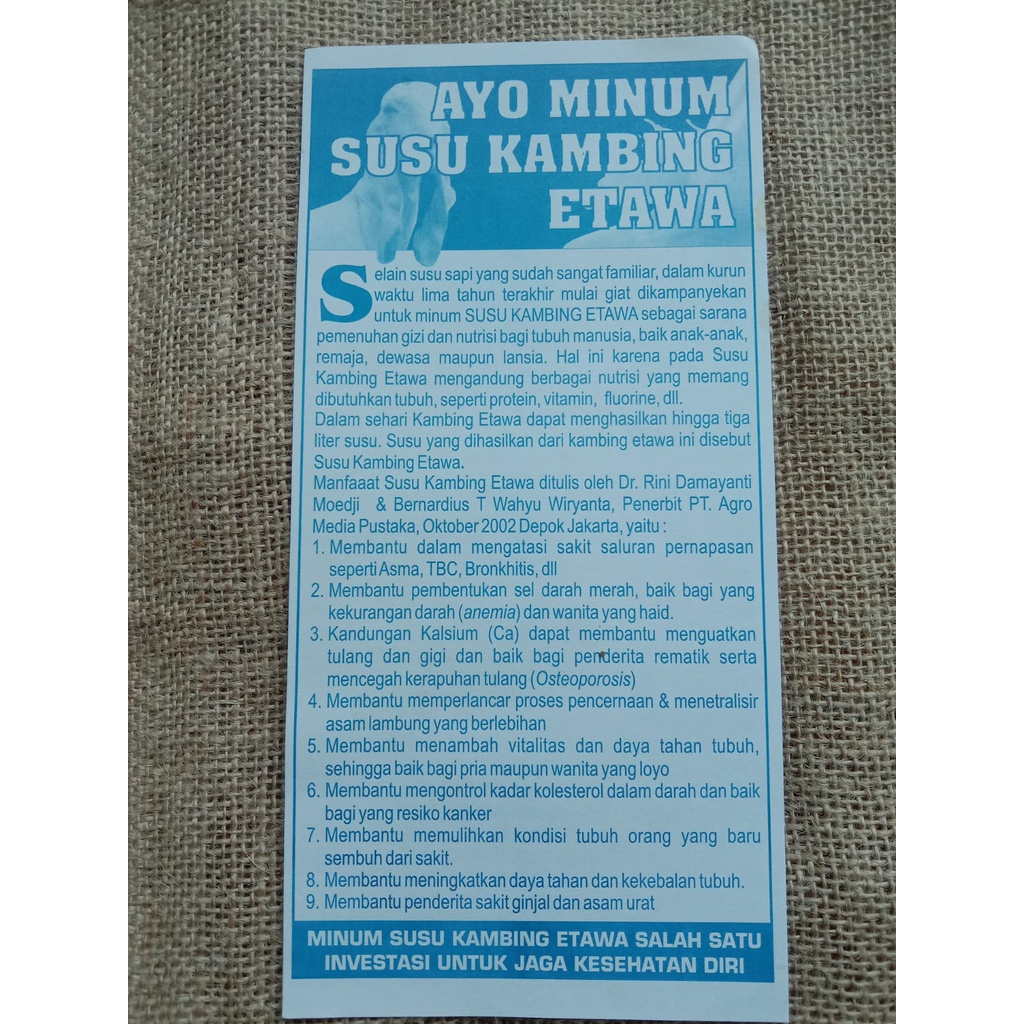 AYO MINUM
SUSU KAMBING
ETAWA
Selain susu sapi yang sudah sangat familiar, dalam kurun
waktu lima tahun terakhir mulai giat dikampanyekan
untuk minum SUSU KAMBING ETAWA sebagai sarana
pemenuhan gizi dan nutrisi bagi tubuh manusia, baik anak-anak,
remaja, dewasa maupun lansia. Hal ini karena pada Susu
Kambing Etawa mengandung berbagai nutrisi yang memang
dibutuhkan tubuh, seperti protein, vitamin, fluorine, dll.
Dalam sehari Kambing Etawa dapat menghasilkan hingga tiga
liter susu. Susu yang dihasilkan dari kambing etawa ini disebut
Susu Kambing Etawa.
Manfaaat Susu Kambing Etawa ditulis oleh Dr. Rini Damayanti
Moedji & Bernardius T Wahyu Wiryanta, Penerbit PT. Agro
Media Pustaka, Oktober 2002 Depok Jakarta, yaitu :
1. Membantu dalam mengatasi sakit saluran pernapasan
seperti Asma, TBC, Bronkhitis, dll
2. Membantu pembentukan sel darah merah, baik bagi yang
kekurangan darah (anemia) dan wanita yang haid.
3. Kandungan Kalsium (Ca) dapat membantu menguatkan
tulang dan gigi dan baik bagi penderita rematik serta
mencegah kerapuhan tulang (Osteoporosis)
4. Membantu memperlancar proses pencernaan & menetralisir
asam lambung yang berlebihan
5. Membantu menambah vitalitas dan daya tahan tubuh,
sehingga baik bagi pria maupun wanita yang loyo
6. Membantu mengontrol kadar kolesterol dalam darah dan baik
bagi yang resiko kanker
7. Membantu memulihkan kondisi tubuh orang yang baru
sembuh dari sakit.
8. Membantu meningkatkan daya tahan dan kekebalan tubuh.
9. Membantu penderita sakit ginjal dan asam urat
MINUM SUSU KAMBING ETAWA SALAH SATU
INVESTASI UNTUK JAGA KESEHATAN DIRI